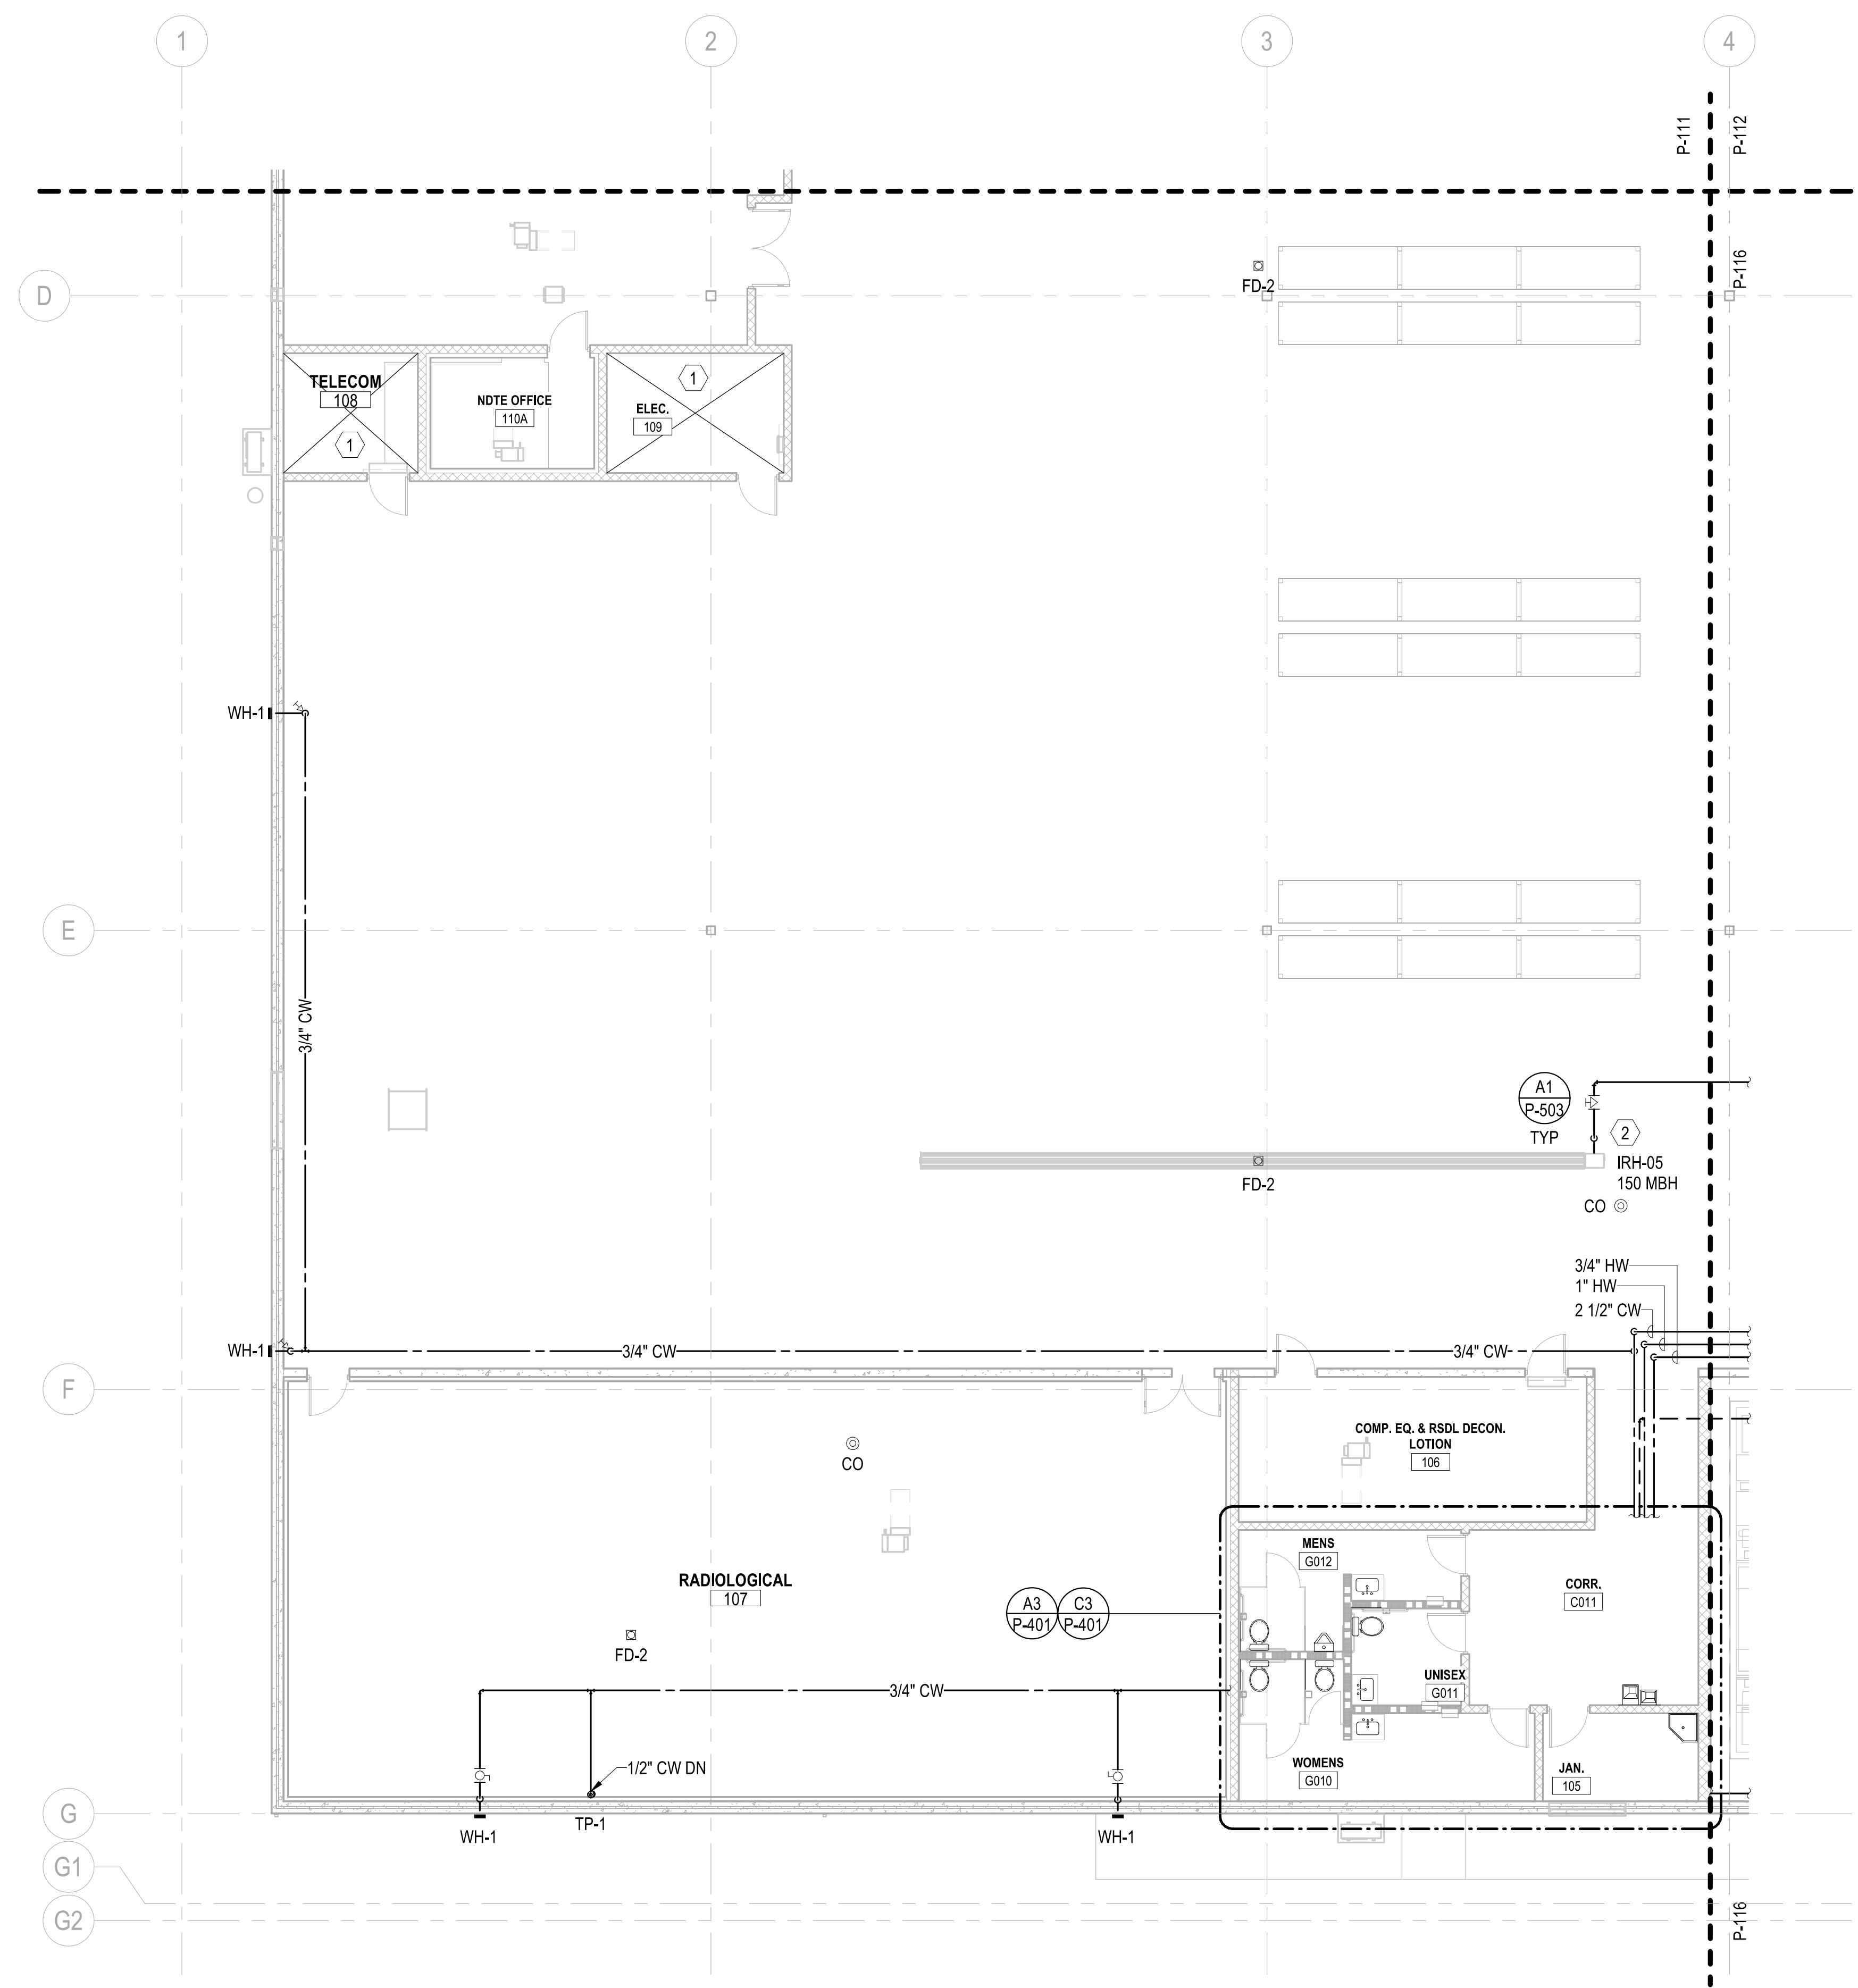 1
2
3
4
P-111
P-112
D
FD-2
P-116
TELECOM
108
1
NDTE OFFICE
110A
ELEC.
109
1
WH-1
E
3/4" CW
A1
P-503
TYP
2
IRH-05
150 MBH
FD-2
CO
3/4" HW
1" HW
2 1/2" CW
WH-1
3/4" CW
3/4" CW
F
COMP. EQ. & RSDL DECON.
LOTION
106
CO
MENS
G012
RADIOLOGICAL
107
A3
P-401
C3
P-401
CORR.
C011
FD-2
UNISEX
G011
3/4" CW
1/2" CW DN
WOMENS
G010
JAN.
105
G
WH-1
TP-1
WH-1
G1
G2
P-116